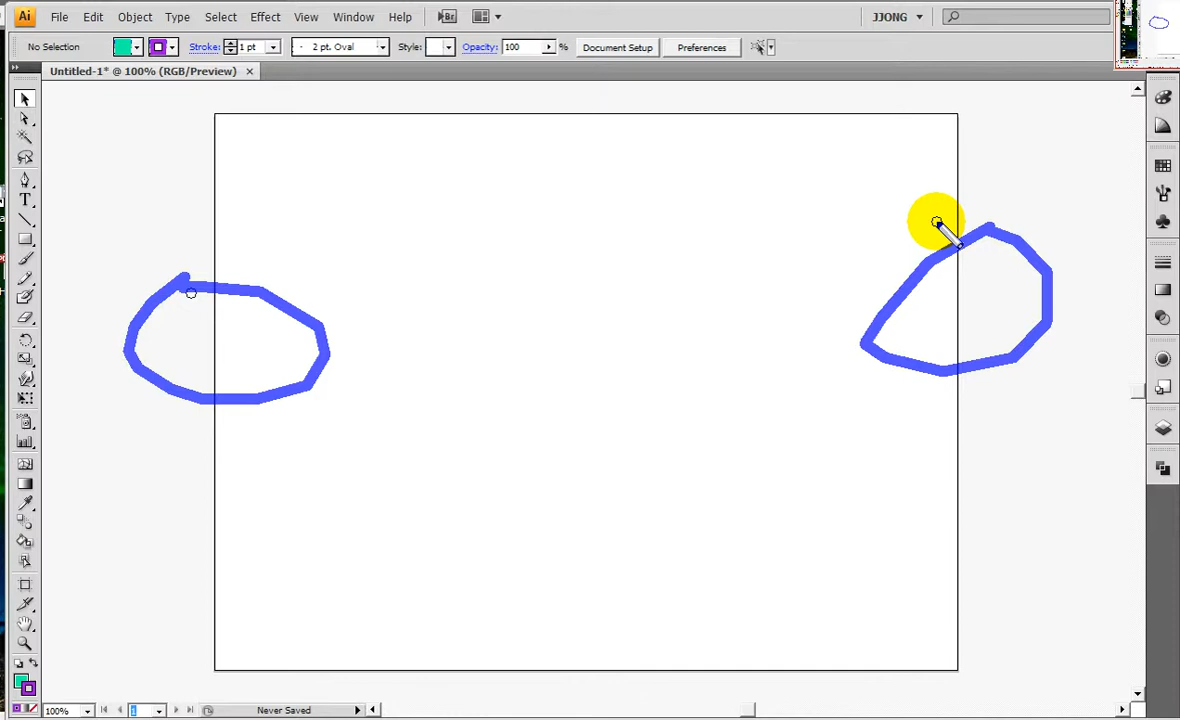 Ai File Edit Object Type Select Effect View Window Help Br JJONG
No Selection Stroke: 1 pt 2 pt. Oval Style: Opacity: 100 % Document Setup Preferences
Untitled-1* @ 100% (RGB/Preview)
T
100% 1 Never Saved